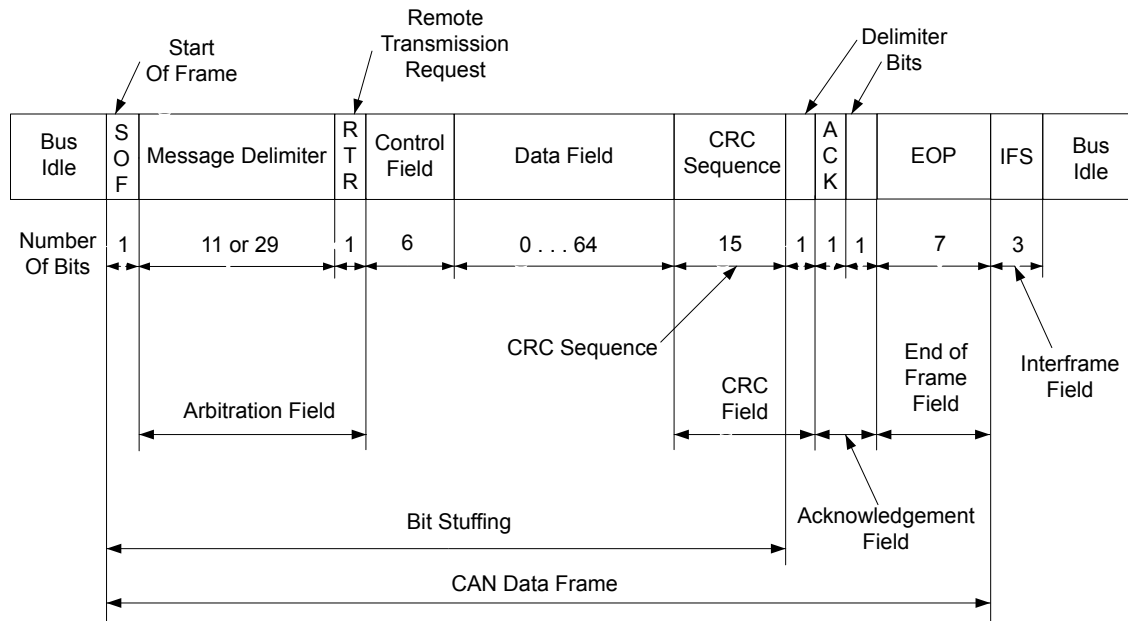 Start
Of Frame
Remote
Transmission
Request
Delimiter
Bits
Bus
Idle
S
O
F
Message Delimiter
R
T
R
Control
Field
Data Field
CRC
Sequence
A
C
K
EOP
IFS
Bus
Idle
Number
Of Bits
1
11 or 29
1
6
0 . . . 64
15
1
1
1
7
3
CRC Sequence
Interframe
Field
Arbitration Field
CRC
Field
End of
Frame
Field
Bit Stuffing
Acknowledgement
Field
CAN Data Frame